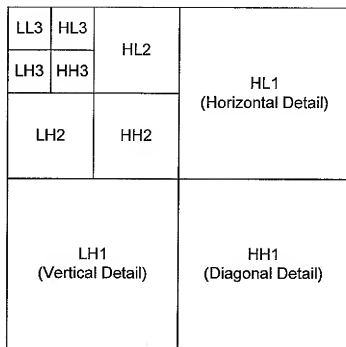 LL3 HL3
HL2
LH3 HH3
HL1
(Horizontal Detail)
LH2 HH2
LH1
(Vertical Detail)
HH1
(Diagonal Detail)